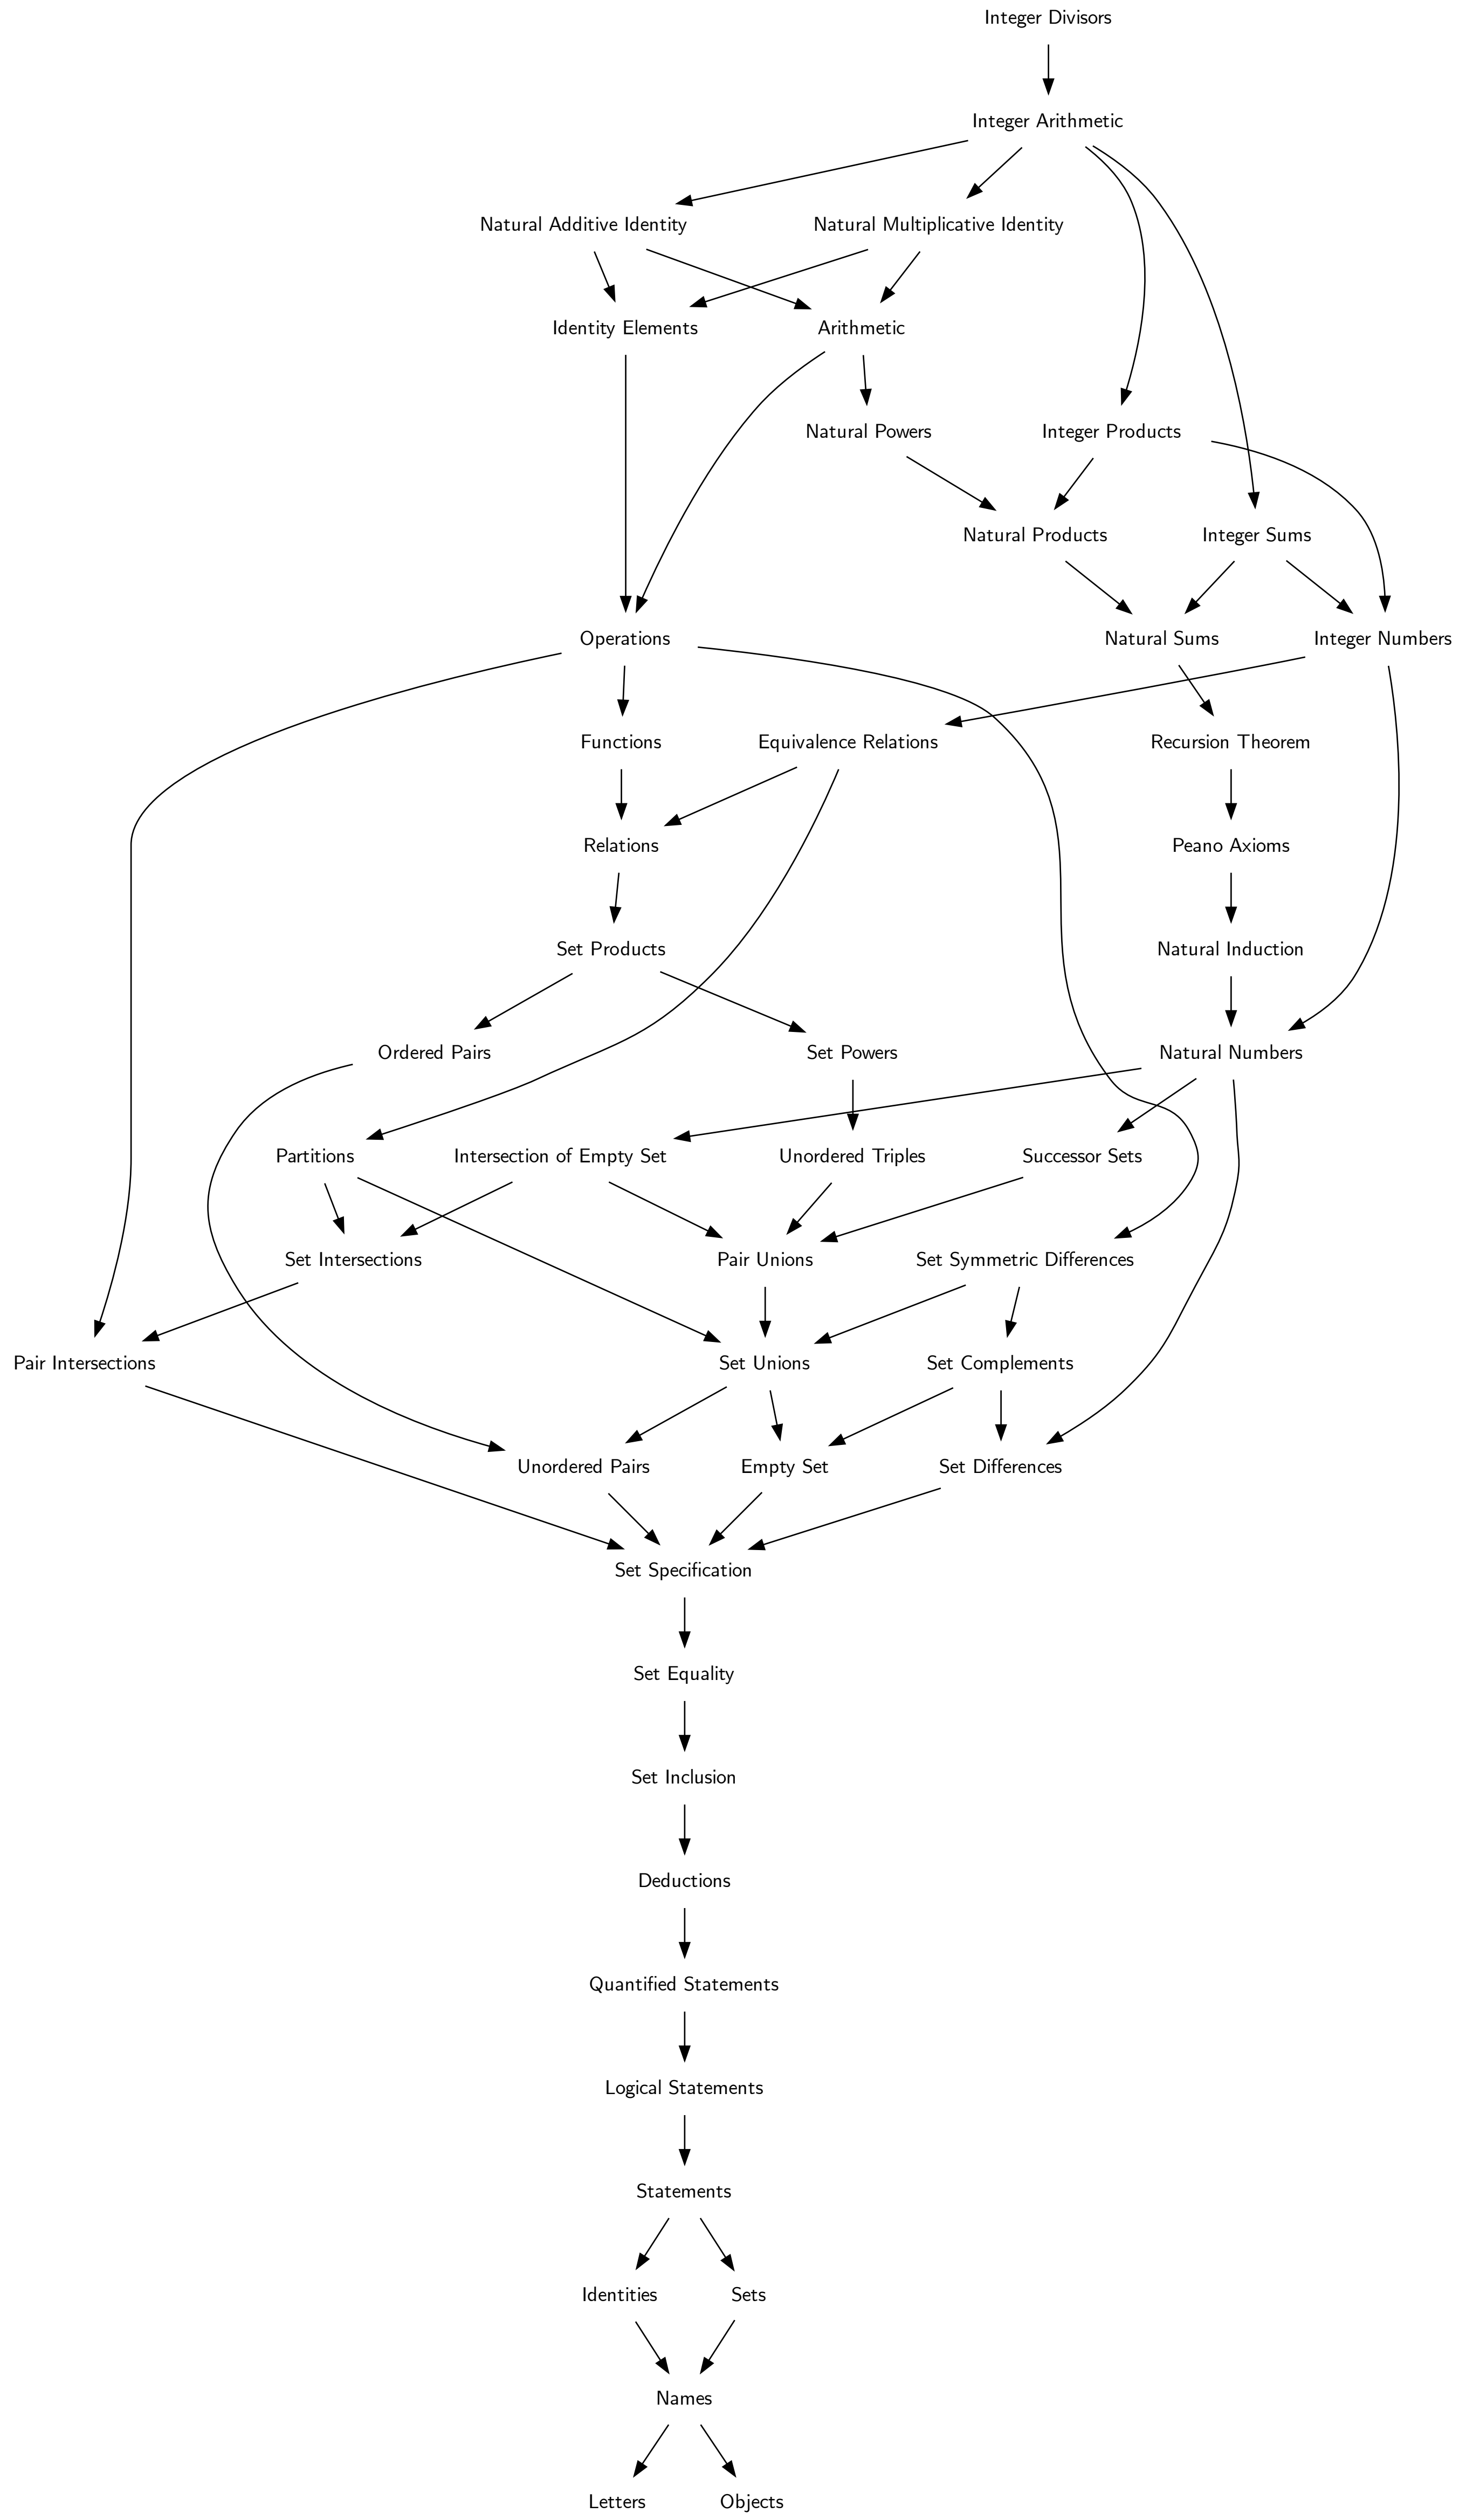 Integer Divisors
Integer Arithmetic
Natural Additive Identity
Natural Multiplicative Identity
Identity Elements
Arithmetic
Natural Powers
Integer Products
Natural Products
Integer Sums
Operations
Natural Sums
Integer Numbers
Functions
Equivalence Relations
Recursion Theorem
Relations
Peano Axioms
Set Products
Natural Induction
Ordered Pairs
Set Powers
Natural Numbers
Partitions
Intersection of Empty Set
Unordered Triples
Successor Sets
Set Intersections
Pair Unions
Set Symmetric Differences
Pair Intersections
Set Unions
Set Complements
Unordered Pairs
Empty Set
Set Differences
Set Specification
Set Equality
Set Inclusion
Deductions
Quantified Statements
Logical Statements
Statements
Identities
Sets
Names
Letters
Objects